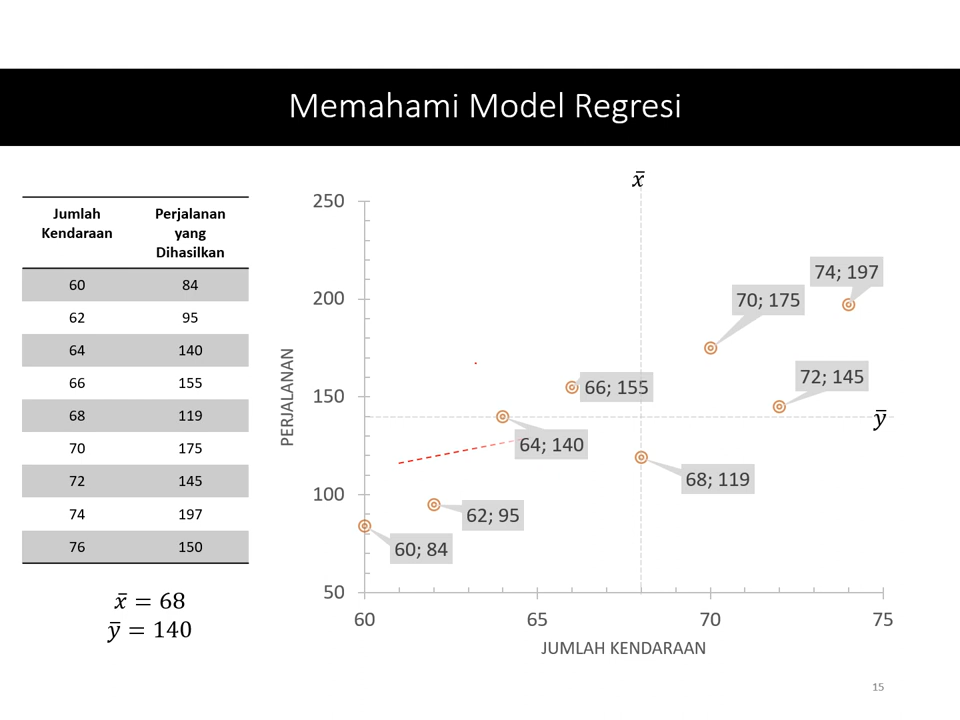 Memahami Model Regresi
Jumlah Kendaraan
Perjalanan yang Dihasilkan
60 84
62 95
64 140
66 155
68 119
70 175
72 145
74 197
76 150
x̄ = 68
ȳ = 140
x̄
250
200
150
100
50
PERJALANAN
74; 197
70; 175
72; 145
66; 155
ȳ
64; 140
68; 119
62; 95
60; 84
60 65 70 75
JUMLAH KENDARAAN
15